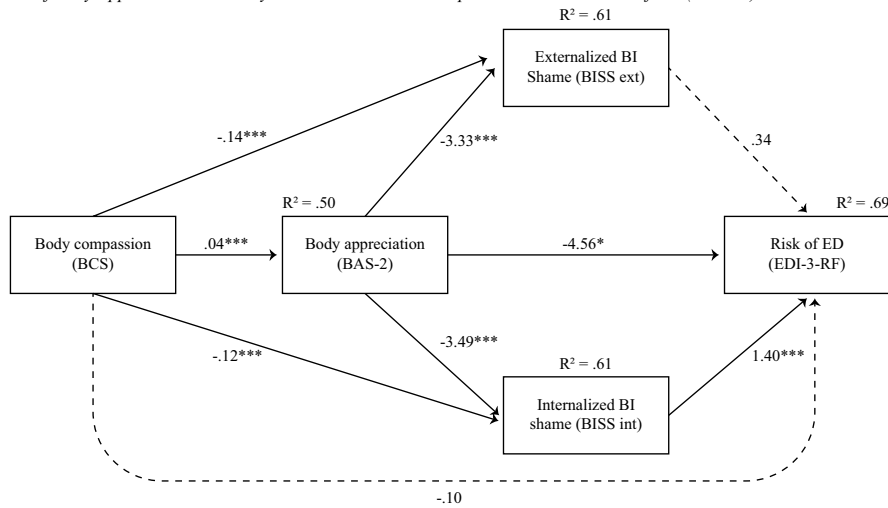 R² = .61
Externalized BI
Shame (BISS ext)
-.14***
-3.33***
.34
R² = .50
R² = .69
Body compassion
(BCS)
.04***
Body appreciation
(BAS-2)
-4.56*
Risk of ED
(EDI-3-RF)
-.12***
-3.49***
R² = .61
1.40***
Internalized BI
shame (BISS int)
-.10